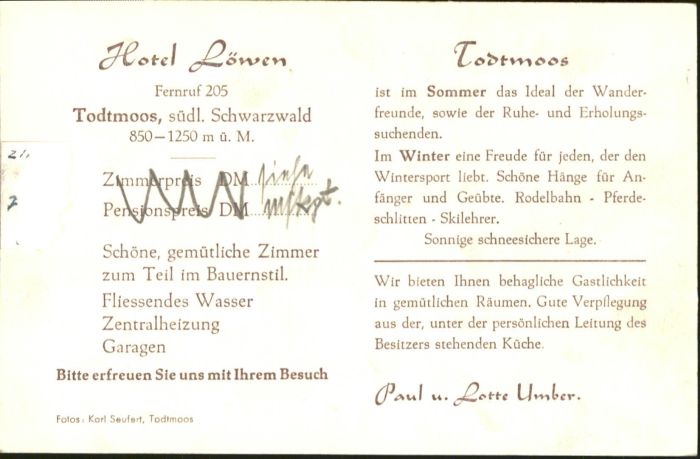 Hotel Löwen
Fernruf 205
Todtmoos, südl. Schwarzwald
850—1250 m ü. M.
21.
7
Zimmerpreis DM siehe
Pensionspreis DM
Schöne, gemütliche Zimmer
zum Teil im Bauernstil.
Fliessendes Wasser
Zentralheizung
Garagen
Bitte erfreuen Sie uns mit Ihrem Besuch
Fotos: Karl Seufert, Todtmoos
Todtmoos
ist im Sommer das Ideal der Wander-
freunde, sowie der Ruhe- und Erholungs-
suchenden.
Im Winter eine Freude für jeden, der den
Wintersport liebt. Schöne Hänge für An-
fänger und Geübte. Rodelbahn - Pferde-
schlitten - Skilehrer.
Sonnige schneesichere Lage.
Wir bieten Ihnen behagliche Gastlichkeit
in gemütlichen Räumen. Gute Verpflegung
aus der, unter der persönlichen Leitung des
Besitzers stehenden Küche.
Paul u. Lotte Umber.